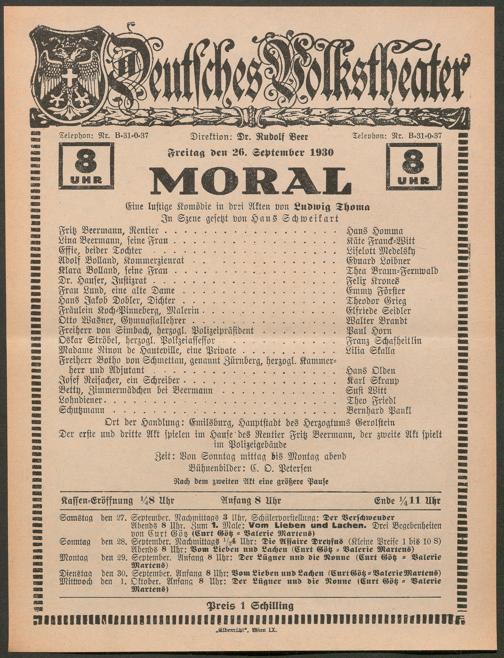 Deutsches Volkstheater
Telephon: Nr. B-31-0-37 Direktion: Dr. Rudolf Beer Telephon: Nr. B-31-0-37
8 UHR Freitag den 26. September 1930 8 UHR
MORAL
Eine lustige Komödie in drei Akten von Ludwig Thoma
In Szene gesetzt von Hans Schweikart
Fritz Beermann, Rentier . . . Hans Homma
Lina Beermann, seine Frau . . . Käte Franck-Witt
Effie, beider Tochter . . . Liselott Medelsky
Adolf Bolland, Kommerzienrat . . . Eduard Loibner
Klara Bolland, seine Frau . . . Thea Braun-Fernwald
Dr. Hauser, Justizrat . . . Felix Krones
Frau Lund, eine alte Dame . . . Emmy Förster
Hans Jakob Dobler, Dichter . . . Theodor Grieg
Fräulein Koch-Pinneberg, Malerin . . . Elfriede Seidler
Otto Wasner, Gymnasiallehrer . . . Walter Brandt
Freiherr von Simbach, herzogl. Polizeipräsident . . . Paul Horn
Oskar Ströbel, herzogl. Polizeiassessor . . . Franz Schafheitlin
Madame Ninon de Hauteville, eine Private . . . Lilia Skalla
Freiherr Botho von Schmettau, genannt Zürnberg, herzogl. Kammer-
herr und Adjutant . . . Hans Olden
Josef Reisacher, ein Schreiber . . . Karl Skraup
Betty, Zimmermädchen bei Beermann . . . Susi Witt
Lohndiener . . . Theo Friedl
Schutzmann . . . Bernhard Pankl
Ort der Handlung: Emilsburg, Hauptstadt des Herzogtums Gerolstein
Der erste und dritte Akt spielen im Hause des Rentier Fritz Beermann, der zweite Akt spielt
im Polizeigebäude
Zeit: Von Sonntag mittag bis Montag abend
Bühnenbilder: C. O. Petersen
Nach dem zweiten Akt eine größere Pause
Kassen-Eröffnung ½8 Uhr Anfang 8 Uhr Ende ¼11 Uhr
Samstag den 27. September. Nachmittags 3 Uhr, Schülervorstellung: Der Verschwender
Abends 8 Uhr. Zum 1. Male: Vom Lieben und Lachen. Drei Begebenheiten
von Curt Götz (Curt Götz - Valerie Martens)
Sonntag den 28. September. Nachmittags ¼4 Uhr: Die Affaire Dreyfus (Kleine Preise 1 bis 10 S)
Abends 8 Uhr: Vom Lieben und Lachen (Curt Götz - Valerie Martens)
Montag den 29. September. Anfang 8 Uhr: Der Lügner und die Nonne (Curt Götz - Valerie
Martens)
Dienstag den 30. September. Anfang 8 Uhr: Vom Lieben und Lachen (Curt Götz - Valerie Martens)
Mittwoch den 1. Oktober. Anfang 8 Uhr: Der Lügner und die Nonne (Curt Götz - Valerie
Martens)
Preis 1 Schilling
„Elbemühl“, Wien IX.